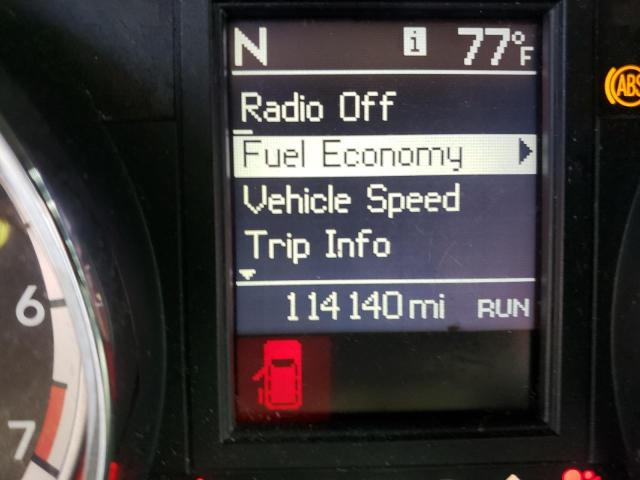 N i 77°F
ABS
Radio Off
Fuel Economy
Vehicle Speed
Trip Info
114140 mi RUN
6
7